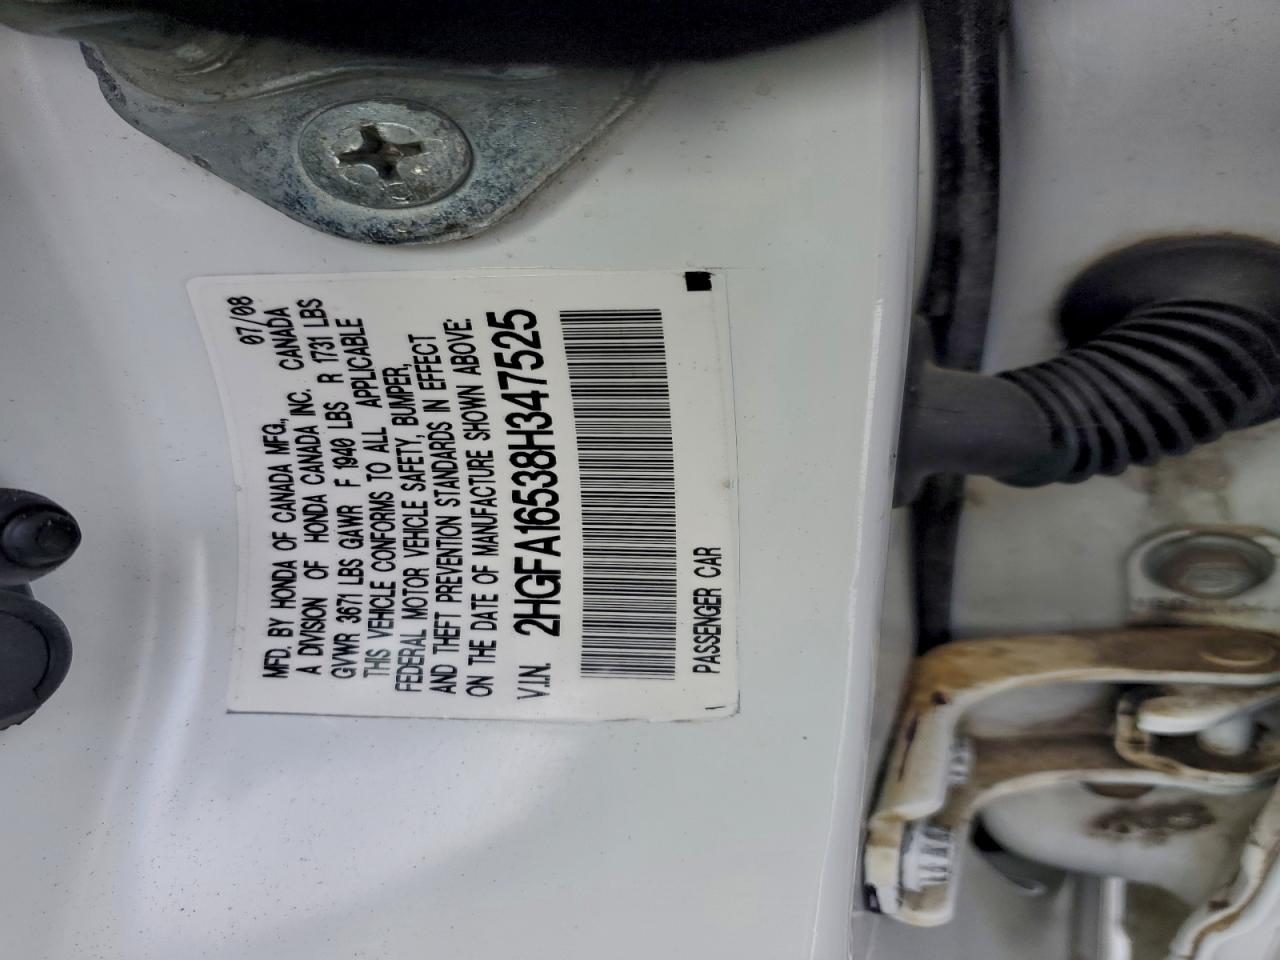 MFD. BY HONDA OF CANADA MFG., 07/08
A DIVISION OF HONDA CANADA INC. CANADA
GVWR 3671 LBS GAWR F 1940 LBS R 1731 LBS
THIS VEHICLE CONFORMS TO ALL APPLICABLE
FEDERAL MOTOR VEHICLE SAFETY, BUMPER,
AND THEFT PREVENTION STANDARDS IN EFFECT
ON THE DATE OF MANUFACTURE SHOWN ABOVE.
V.I.N. 2HGFA16538H347525
PASSENGER CAR